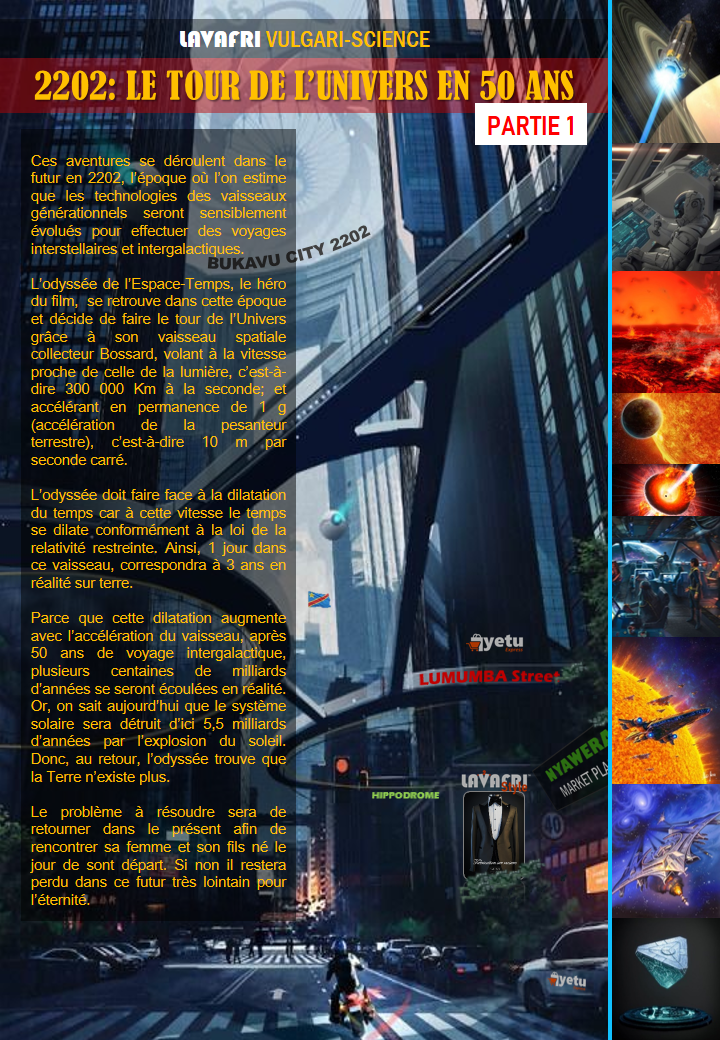 LAVAFRI VULGARI-SCIENCE
2202: LE TOUR DE L'UNIVERS EN 50 ANS
PARTIE 1
Ces aventures se déroulent dans le
futur en 2202, l'époque où l'on estime
que les technologies des vaisseaux
générationnels seront sensiblement
évolués pour effectuer des voyages
interstellaires et intergalactiques.
BUKAVU CITY 2202
L'odyssée de l'Espace-Temps, le héro
du film, se retrouve dans cette époque
et décide de faire le tour de l'Univers
grâce à son vaisseau spatiale
collecteur Bossard, volant à la vitesse
proche de celle de la lumière, c'est-à-
dire 300 000 Km à la seconde; et
accélérant en permanence de 1 g
(accélération de la pesanteur
terrestre), c'est-à-dire 10 m par
seconde carré.
L'odyssée doit faire face à la dilatation
du temps car à cette vitesse le temps
se dilate conformément à la loi de la
relativité restreinte. Ainsi, 1 jour dans
ce vaisseau, correspondra à 3 ans en
réalité sur terre.
Parce que cette dilatation augmente
avec l'accélération du vaisseau, après
50 ans de voyage intergalactique,
plusieurs centaines de milliards
d'années se seront écoulées en réalité.
Or, on sait aujourd'hui que le système
solaire sera détruit d'ici 5,5 milliards
d'années par l'explosion du soleil.
Donc, au retour, l'odyssée trouve que
la Terre n'existe plus.
Le problème à résoudre sera de
retourner dans le présent afin de
rencontrer sa femme et son fils né le
jour de sont départ. Si non il restera
perdu dans ce futur très lointain pour
l'éternité.
yetu
Express
LUMUMBA Street
NYAWERA
MARKET PLA
HIPPODROME
LAVAFRI
Style
40
yetu